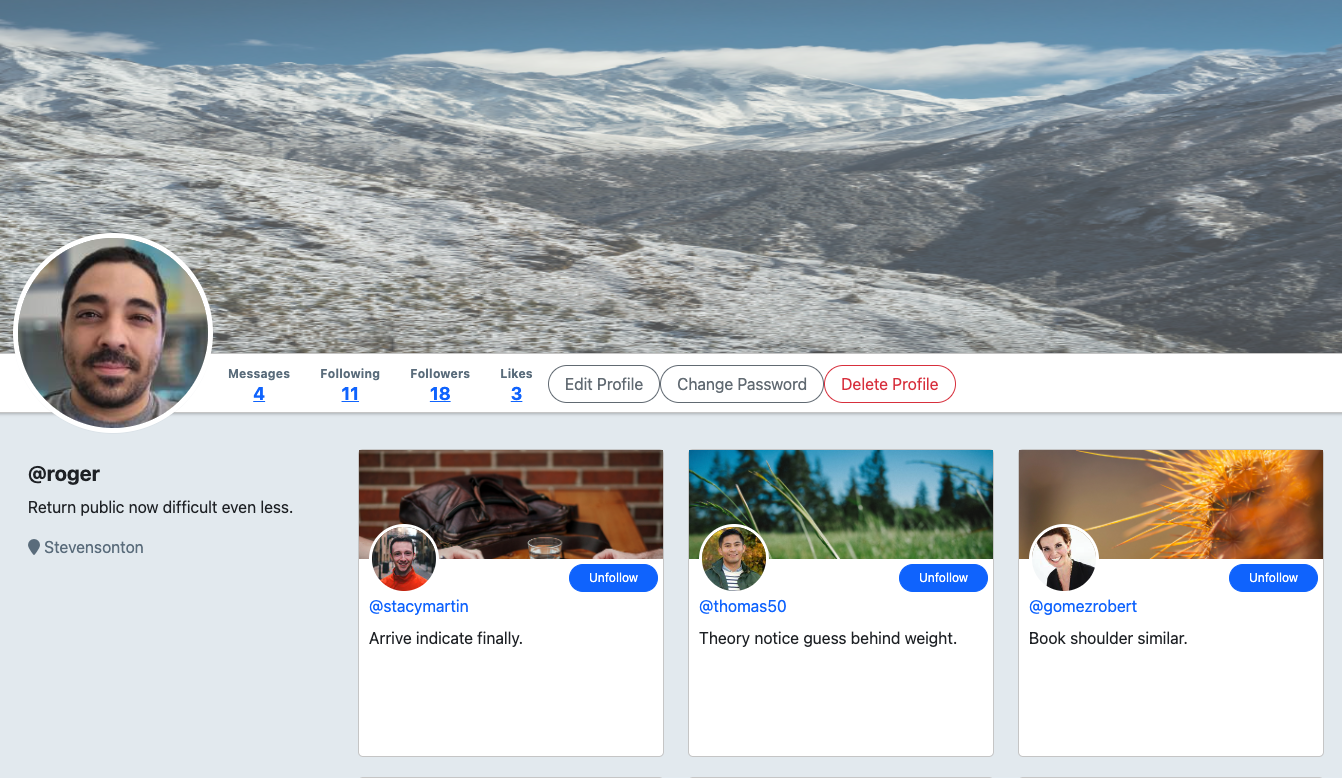 Messages Following Followers Likes
4 11 18 3
Edit Profile Change Password Delete Profile
@roger
Return public now difficult even less.
Stevensonton
Unfollow
@stacymartin
Arrive indicate finally.
Unfollow
@thomas50
Theory notice guess behind weight.
Unfollow
@gomezrobert
Book shoulder similar.